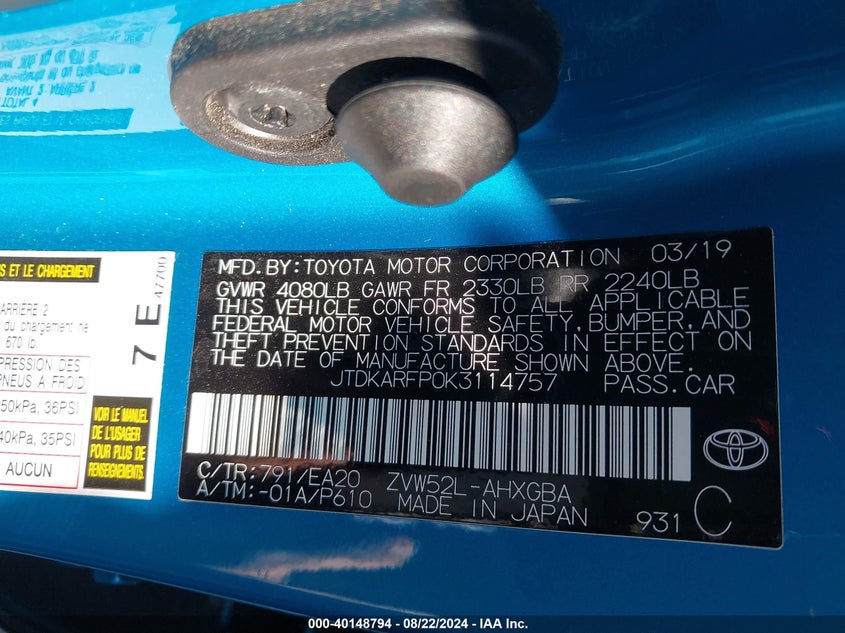 S ET LE CHARGEMENT
ARRIÈRE 2
du chargement ne
670 lb.
PRESSION DES
PNEUS A FROID
50kPa, 36PSI
40kPa, 35PSI
AUCUN
7 E
47700
VOIR LE MANUEL
DE L'USAGER
POUR PLUS DE
RENSEIGNEMENTS
MFD.BY:TOYOTA MOTOR CORPORATION 03/19
GVWR 4080LB GAWR FR 2330LB RR 2240LB
THIS VEHICLE CONFORMS TO ALL APPLICABLE
FEDERAL MOTOR VEHICLE SAFETY,BUMPER,AND
THEFT PREVENTION STANDARDS IN EFFECT ON
THE DATE OF MANUFACTURE SHOWN ABOVE.
JTDKARFP0K3114757 PASS.CAR
C/TR:791/EA20 ZVW52L-AHXGBA
A/TM:-01A/P610 MADE IN JAPAN 931 C
TOYOTA
#000-40148794 - 08/22/2024 - IAA Inc.